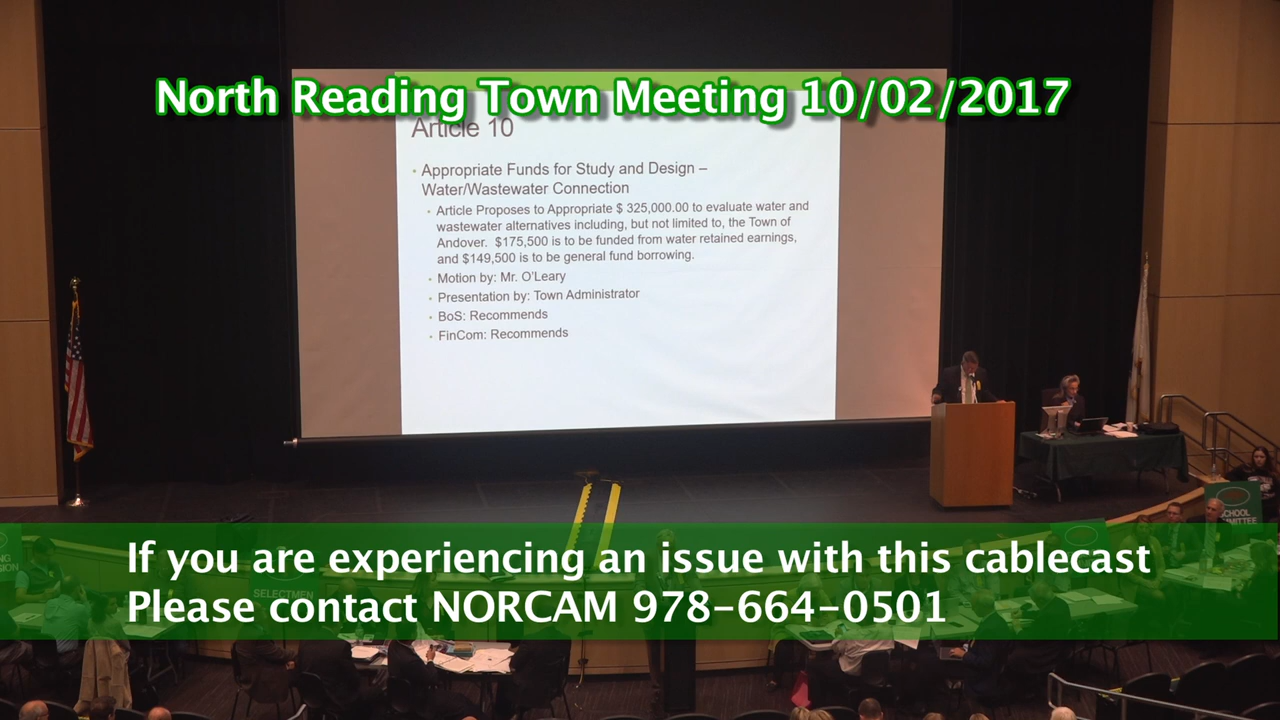 North Reading Town Meeting 10/02/2017
Article 10
• Appropriate Funds for Study and Design –
Water/Wastewater Connection
• Article Proposes to Appropriate $ 325,000.00 to evaluate water and
wastewater alternatives including, but not limited to, the Town of
Andover. $175,500 is to be funded from water retained earnings,
and $149,500 is to be general fund borrowing.
• Motion by: Mr. O'Leary
• Presentation by: Town Administrator
• BoS: Recommends
• FinCom: Recommends
SCHOOL
If you are experiencing an issue with this cablecast
Please contact NORCAM 978-664-0501
SELECTMEN